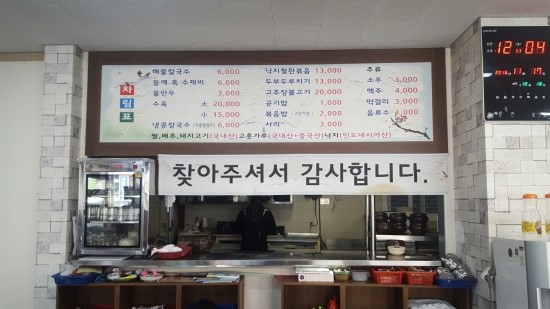 차림표
해물칼국수 6,000
들깨.옥 수제비 6,000
물만두 3,000
수육 大 20,000
小 15,000
냉콩칼국수 6,000
낙지철판볶음 13,000
두부두루치기 13,000
고추장불고기 20,000
공기밥 1,000
볶음밥 2,000
사리 3,000
주류
소주 3,000
맥주 4,000
막걸리 3,000
음료수
쌀,배추,돼지고기(국내산)고춧가루(국내산+중국산)낙지(인도네시아산)
찾아주셔서 감사합니다.
12 04